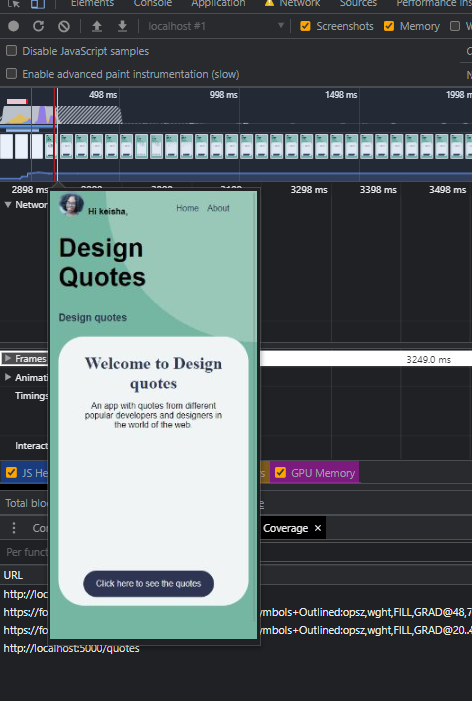 Elements Console Application Network Sources Performance
localhost #1 Screenshots Memory
Disable JavaScript samples
Enable advanced paint instrumentation (slow)
498 ms 998 ms 1498 ms 1998 ms
2898 ms 3298 ms 3398 ms 3498 ms
Networ
Hi keisha,
Home About
Design
Quotes
Design quotes
Welcome to Design
quotes
An app with quotes from different
popular developers and designers in
the world of the web
Click here to see the quotes
Frames 3249.0 ms
Animati
Timings
Interact
JS He GPU Memory
Total bloc
Co Coverage ×
Per funct
URL
http://loc
https://fo ymbols+Outlined:opsz,wght,FILL,GRAD@48,7
https://fo ymbols+Outlined:opsz,wght,FILL,GRAD@20..4
http://localhost:5000/quotes